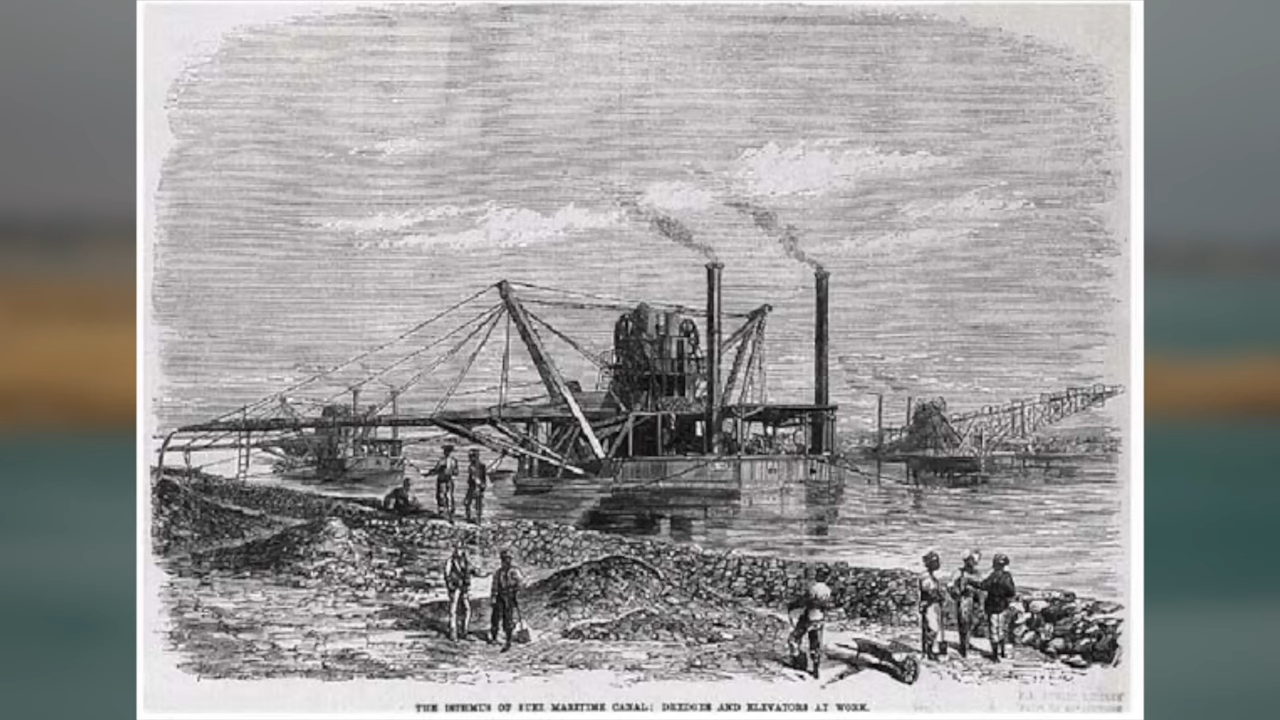 THE ISTHMUS OF SUEZ MARITIME CANAL: DREDGES AND ELEVATORS AT WORK.